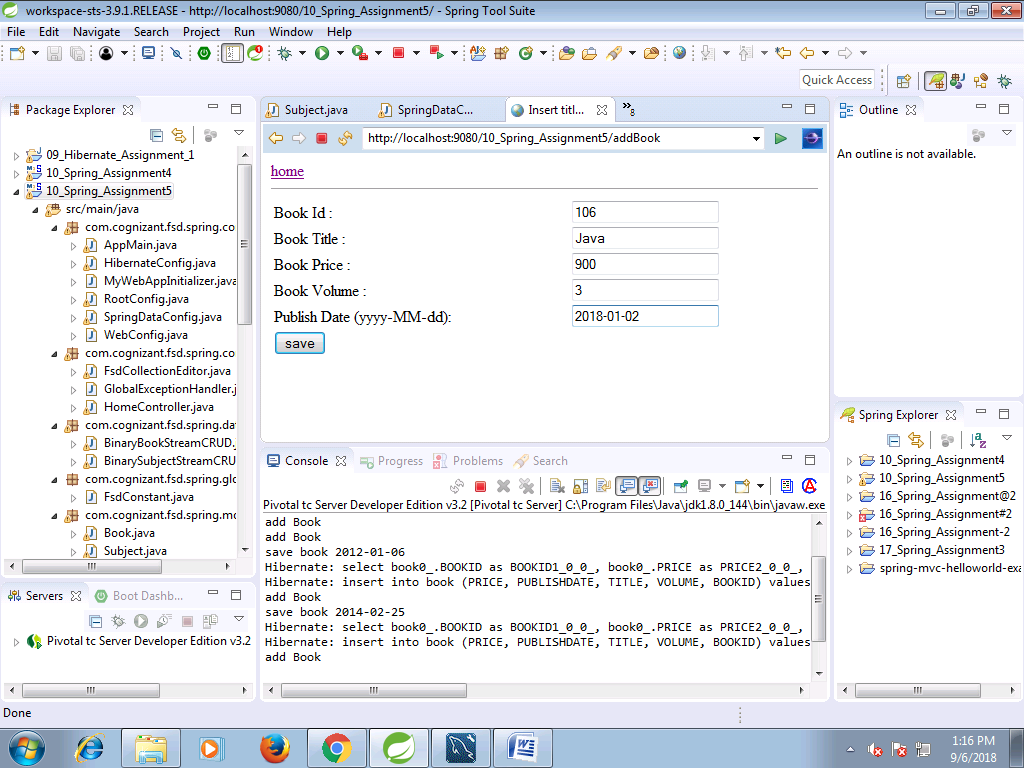 workspace-sts-3.9.1.RELEASE - http://localhost:9080/10_Spring_Assignment5/ - Spring Tool Suite
File Edit Navigate Search Project Run Window Help
Quick Access
Package Explorer
09_Hibernate_Assignment_1
10_Spring_Assignment4
10_Spring_Assignment5
src/main/java
com.cognizant.fsd.spring.co
AppMain.java
HibernateConfig.java
MyWebAppInitializer.java
RootConfig.java
SpringDataConfig.java
WebConfig.java
com.cognizant.fsd.spring.co
FsdCollectionEditor.java
GlobalExceptionHandler.j
HomeController.java
com.cognizant.fsd.spring.da
BinaryBookStreamCRUD.
BinarySubjectStreamCRU
com.cognizant.fsd.spring.glo
FsdConstant.java
com.cognizant.fsd.spring.mo
Book.java
Subject.java
Servers Boot Dashb...
Pivotal tc Server Developer Edition v3.2
Subject.java SpringDataC... Insert titl... »8
http://localhost:9080/10_Spring_Assignment5/addBook
home
Book Id : 106
Book Title : Java
Book Price : 900
Book Volume : 3
Publish Date (yyyy-MM-dd): 2018-01-02
save
Console Progress Problems Search
Pivotal tc Server Developer Edition v3.2 [Pivotal tc Server] C:\Program Files\Java\jdk1.8.0_144\bin\javaw.exe
add Book
add Book
save book 2012-01-06
Hibernate: select book0_.BOOKID as BOOKID1_0_0_, book0_.PRICE as PRICE2_0_0_,
Hibernate: insert into book (PRICE, PUBLISHDATE, TITLE, VOLUME, BOOKID) values
add Book
save book 2014-02-25
Hibernate: select book0_.BOOKID as BOOKID1_0_0_, book0_.PRICE as PRICE2_0_0_,
Hibernate: insert into book (PRICE, PUBLISHDATE, TITLE, VOLUME, BOOKID) values
add Book
Outline
An outline is not available.
Spring Explorer
10_Spring_Assignment4
10_Spring_Assignment5
16_Spring_Assignment@2
16_Spring_Assignment#2
16_Spring_Assignment-2
17_Spring_Assignment3
spring-mvc-helloworld-exa
Done
1:16 PM
9/6/2018